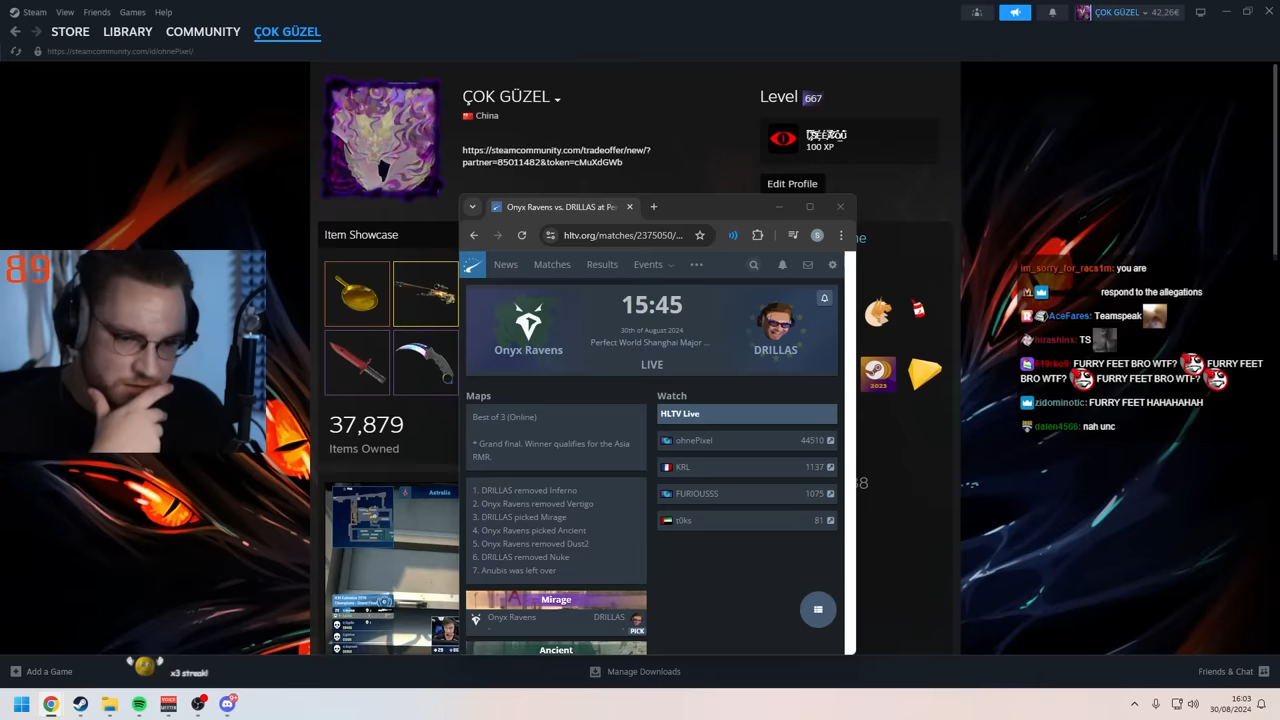 Steam View Friends Games Help
ÇOK GÜZEL 42,26€
STORE LIBRARY COMMUNITY ÇOK GÜZEL
https://steamcommunity.com/id/ohnePixel/
ÇOK GÜZEL
China
https://steamcommunity.com/tradeoffer/new/?
partner=85011482&token=cMuXdGWb
Level 667
100 XP
Edit Profile
Item Showcase
37,879
Items Owned
89
Onyx Ravens vs. DRILLAS at Pe
hltv.org/matches/2375050/...
S
News Matches Results Events
15:45
30th of August 2024
Perfect World Shanghai Major ...
Onyx Ravens
DRILLAS
LIVE
Maps
Best of 3 (Online)
* Grand final. Winner qualifies for the Asia
RMR.
1. DRILLAS removed Inferno
2. Onyx Ravens removed Vertigo
3. DRILLAS picked Mirage
4. Onyx Ravens picked Ancient
5. Onyx Ravens removed Dust2
6. DRILLAS removed Nuke
7. Anubis was left over
Mirage
Onyx Ravens DRILLAS
- -
PICK
Ancient
Watch
HLTV Live
ohnePixel 44510
KRL 1137
FURIOUSSS 1075
t0ks 81
2023
im_sorry_for_racs1m: you are
respond to the allegations
AceFares: Teamspeak
hirashinx: TS
FURRY FEET BRO WTF? FURRY FEET
BRO WTF? FURRY FEET BRO WTF?
zidominotic: FURRY FEET HAHAHAHAH
dalen4566: nah unc
Astralis
Add a Game
x3 streak!
Manage Downloads
Friends & Chat
9+
16:03
30/08/2024